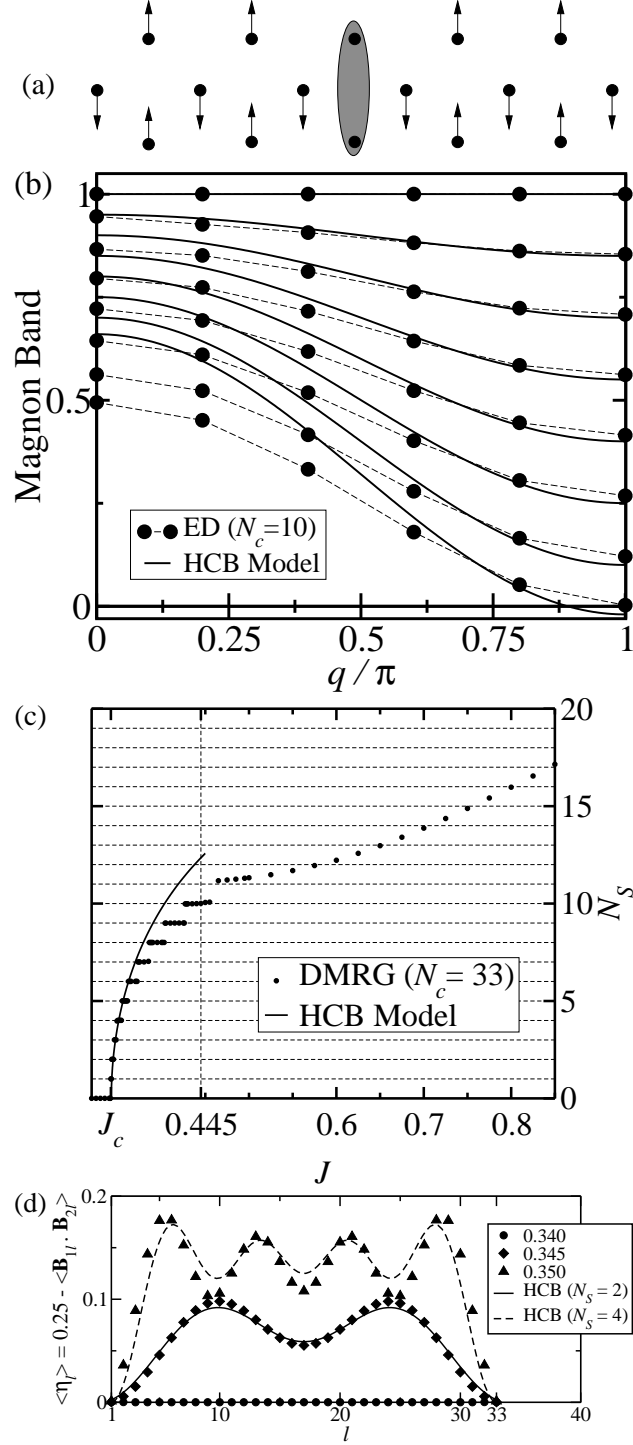 (a)
(b)
Magnon Band
1
0.5
0
ED (N_c=10)
HCB Model
0 0.25 0.5 0.75 1
q / π
(c)
20
15
10
5
0
N_S
DMRG (N_c= 33)
HCB Model
J_c 0.445 0.6 0.7 0.8
J
(d)
<η_l> = 0.25 - <B_1l . B_2l>
0.2
0.1
0
0.340
0.345
0.350
HCB (N_S = 2)
HCB (N_S = 4)
1 10 20 30 33 40
l